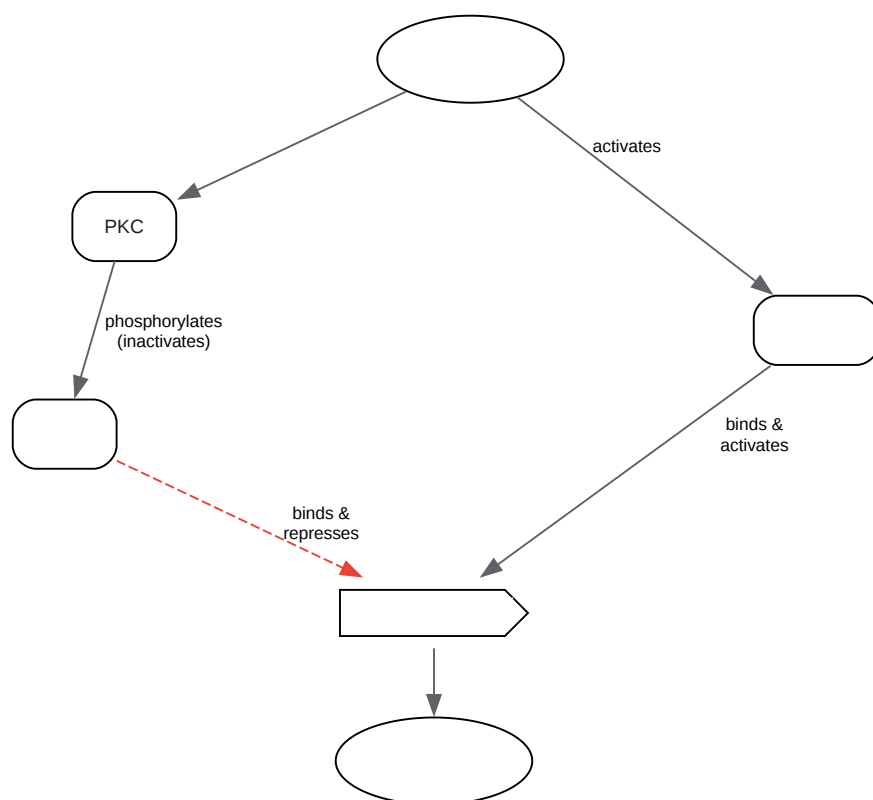 activates
PKC
phosphorylates
(inactivates)
binds &
activates
binds &
represses